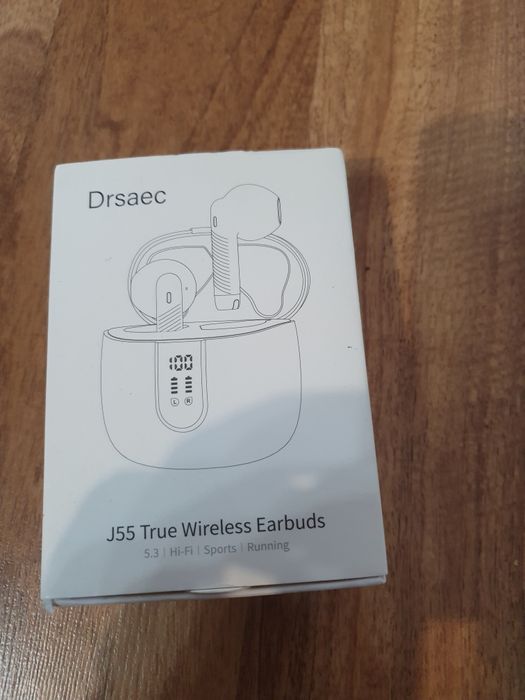 Drsaec
100
L R
J55 True Wireless Earbuds
5.3 | Hi-Fi | Sports | Running